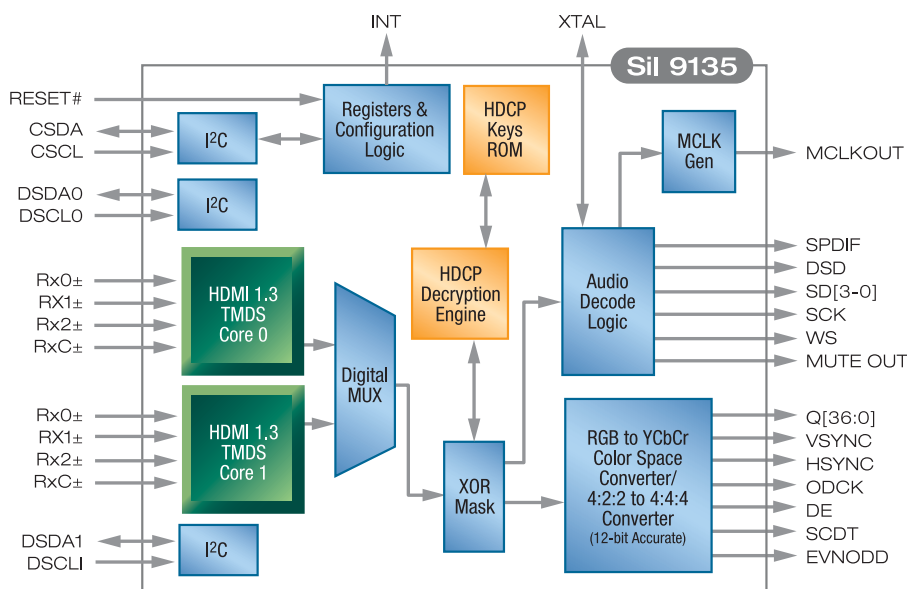 INT
XTAL
SiI 9135
RESET#
CSDA
CSCL
I²C
Registers &
Configuration
Logic
HDCP
Keys
ROM
MCLK
Gen
MCLKOUT
DSDA0
DSCL0
I²C
Rx0±
RX1±
Rx2±
RxC±
HDMI 1.3
TMDS
Core 0
Digital
MUX
HDCP
Decryption
Engine
Audio
Decode
Logic
SPDIF
DSD
SD[3-0]
SCK
WS
MUTE OUT
Rx0±
RX1±
Rx2±
RxC±
HDMI 1.3
TMDS
Core 1
XOR
Mask
RGB to YCbCr
Color Space
Converter/
4:2:2 to 4:4:4
Converter
(12-bit Accurate)
Q[36:0]
VSYNC
HSYNC
ODCK
DE
SCDT
EVNODD
DSDA1
DSCLI
I²C